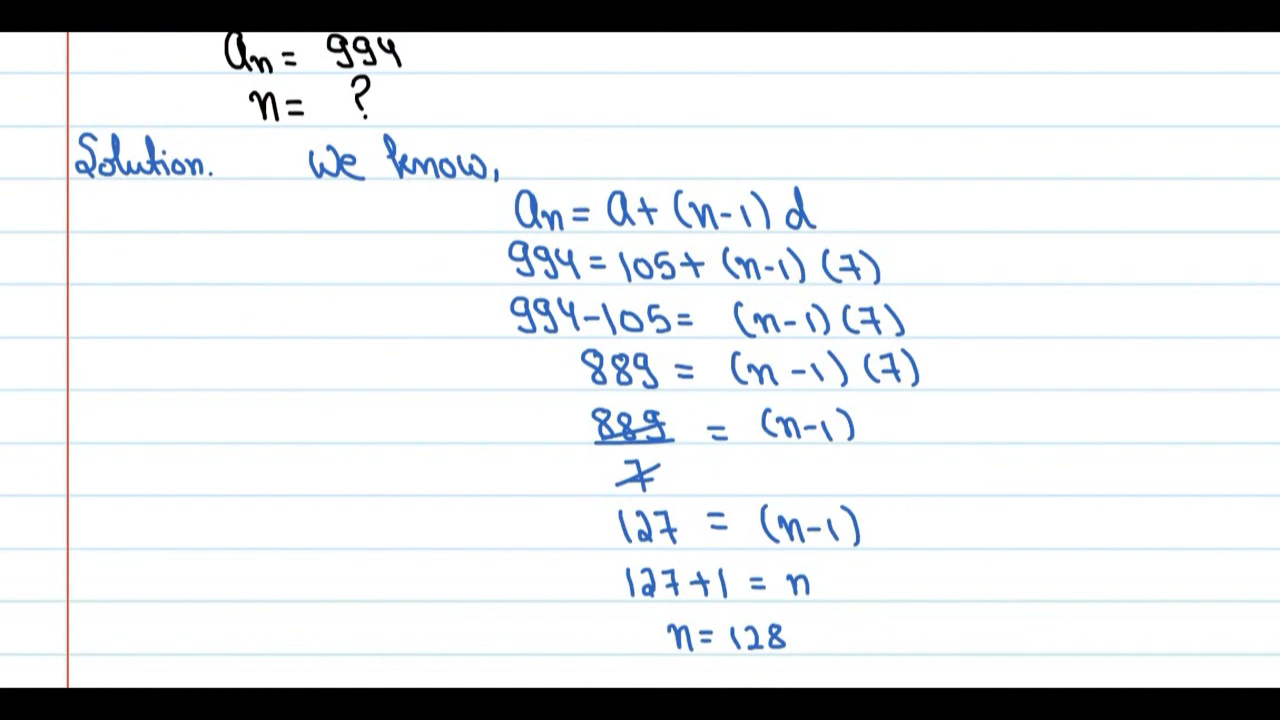 an = 994
n = ?
Solution. We know,
an = a + (n-1) d
994 = 105 + (n-1) (7)
994-105 = (n-1) (7)
889 = (n-1) (7)
889/7 = (n-1)
127 = (n-1)
127+1 = n
n = 128